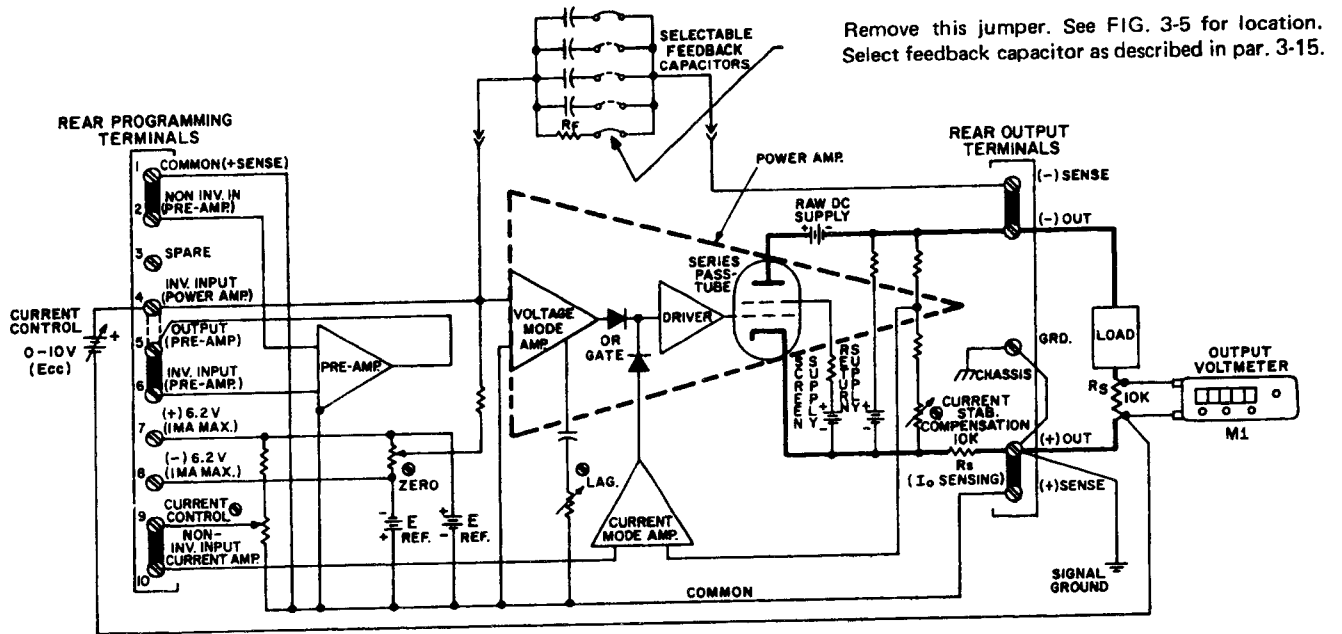 Remove this jumper. See FIG. 3-5 for location.
Select feedback capacitor as described in par. 3-15.
SELECTABLE
FEEDBACK
CAPACITORS
RF
REAR PROGRAMMING
TERMINALS
1
COMMON (+SENSE)
NON INV. IN
2
(PRE-AMP.)
3
SPARE
INV. INPUT
4
(POWER AMP.)
CURRENT
CONTROL
0-10V
(Ecc)
+
5
OUTPUT
(PRE-AMP)
INV. INPUT
6
(PRE-AMP.)
(+) 6.2 V
7
(IMA MAX.)
(-) 6.2 V
8
(IMA MAX.)
9
CURRENT
CONTROL
NON-
INV. INPUT
CURRENT AMP.
10
PRE-AMP.
ZERO
-
E
+
REF.
+
E
-
REF.
LAG.
VOLTAGE
MODE
AMP.
OR
GATE
DRIVER
CURRENT
MODE AMP.
POWER AMP.
RAW DC
SUPPLY
+ -
SERIES
PASS-
TUBE
SCREEN
SUPPLY
+
-
RETURN
SUPPLY
+
-
CURRENT
STAB.
COMPENSATION
10K
Rs
(Io SENSING)
COMMON
REAR OUTPUT
TERMINALS
(-) SENSE
(-) OUT
GRD.
CHASSIS
(+) OUT
(+) SENSE
SIGNAL
GROUND
LOAD
RS
10K
OUTPUT
VOLTMETER
M1